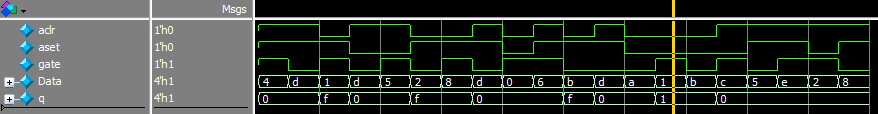 Msgs
adr 1'h0
aset 1'h0
gate 1'h1
Data 4'h1 4 d 1 d 5 2 8 d 0 6 b d a 1 b c 5 e 2 8
q 4'h1 0 f 0 f 0 f 0 1 0